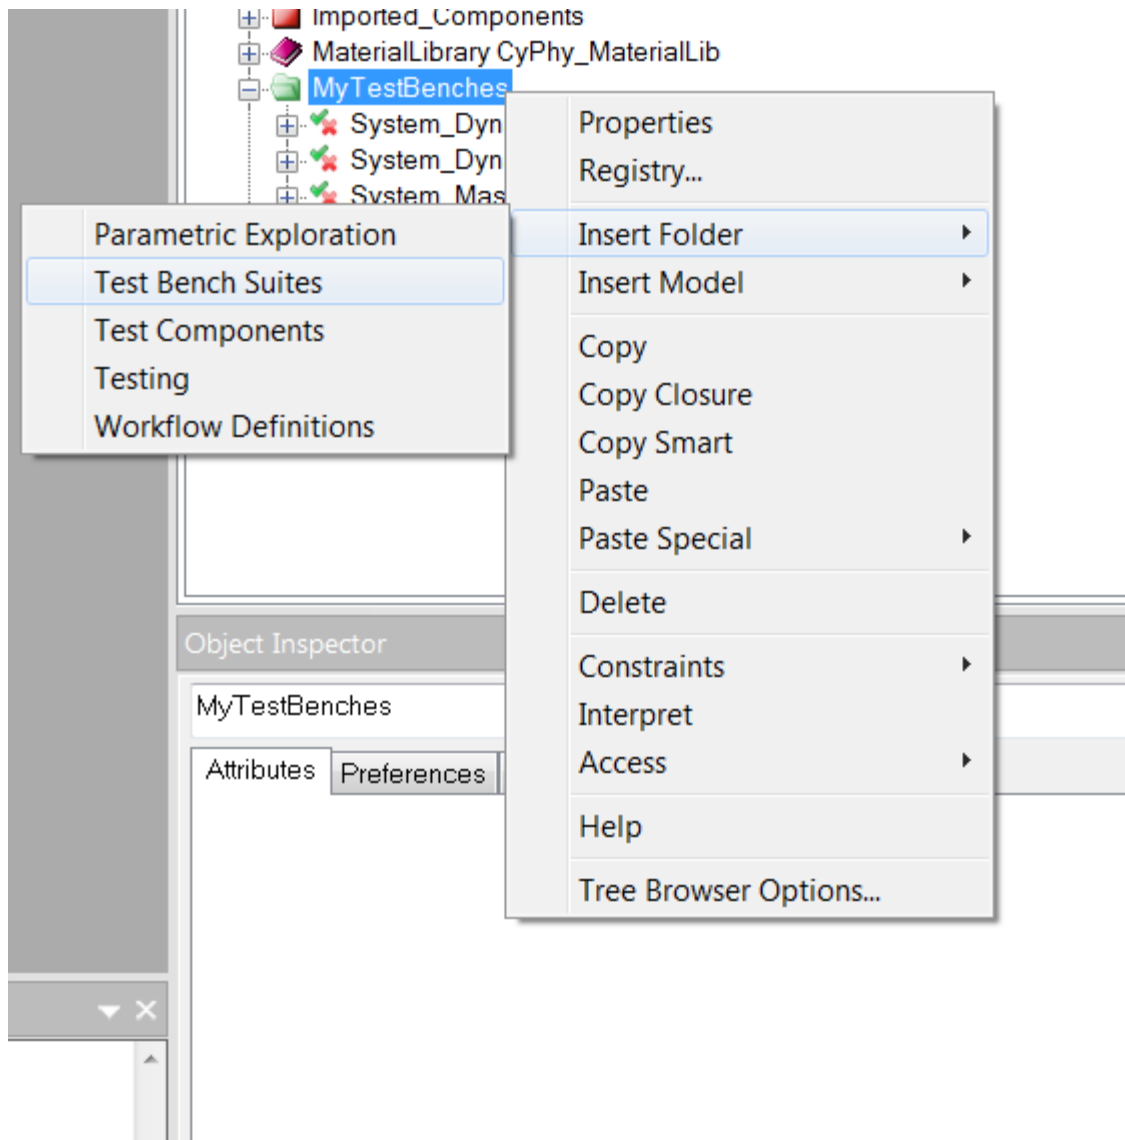 Imported_Components
MaterialLibrary CyPhy_MaterialLib
MyTestBenches
System_Dyn
System_Dyn
System_Mas
Parametric Exploration
Test Bench Suites
Test Components
Testing
Workflow Definitions
Properties
Registry...
Insert Folder
Insert Model
Copy
Copy Closure
Copy Smart
Paste
Paste Special
Delete
Constraints
Interpret
Access
Help
Tree Browser Options...
Object Inspector
MyTestBenches
Attributes
Preferences